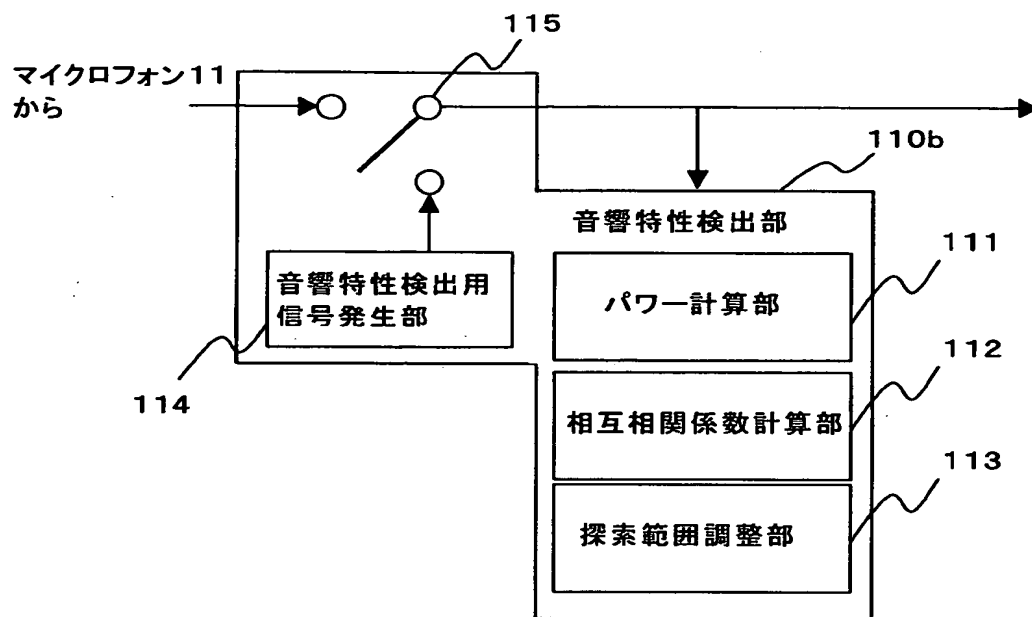 115
マイクロフォン11
から
110b
音響特性検出部
111
音響特性検出用
信号発生部
パワー計算部
112
114
相互相関係数計算部
113
探索範囲調整部